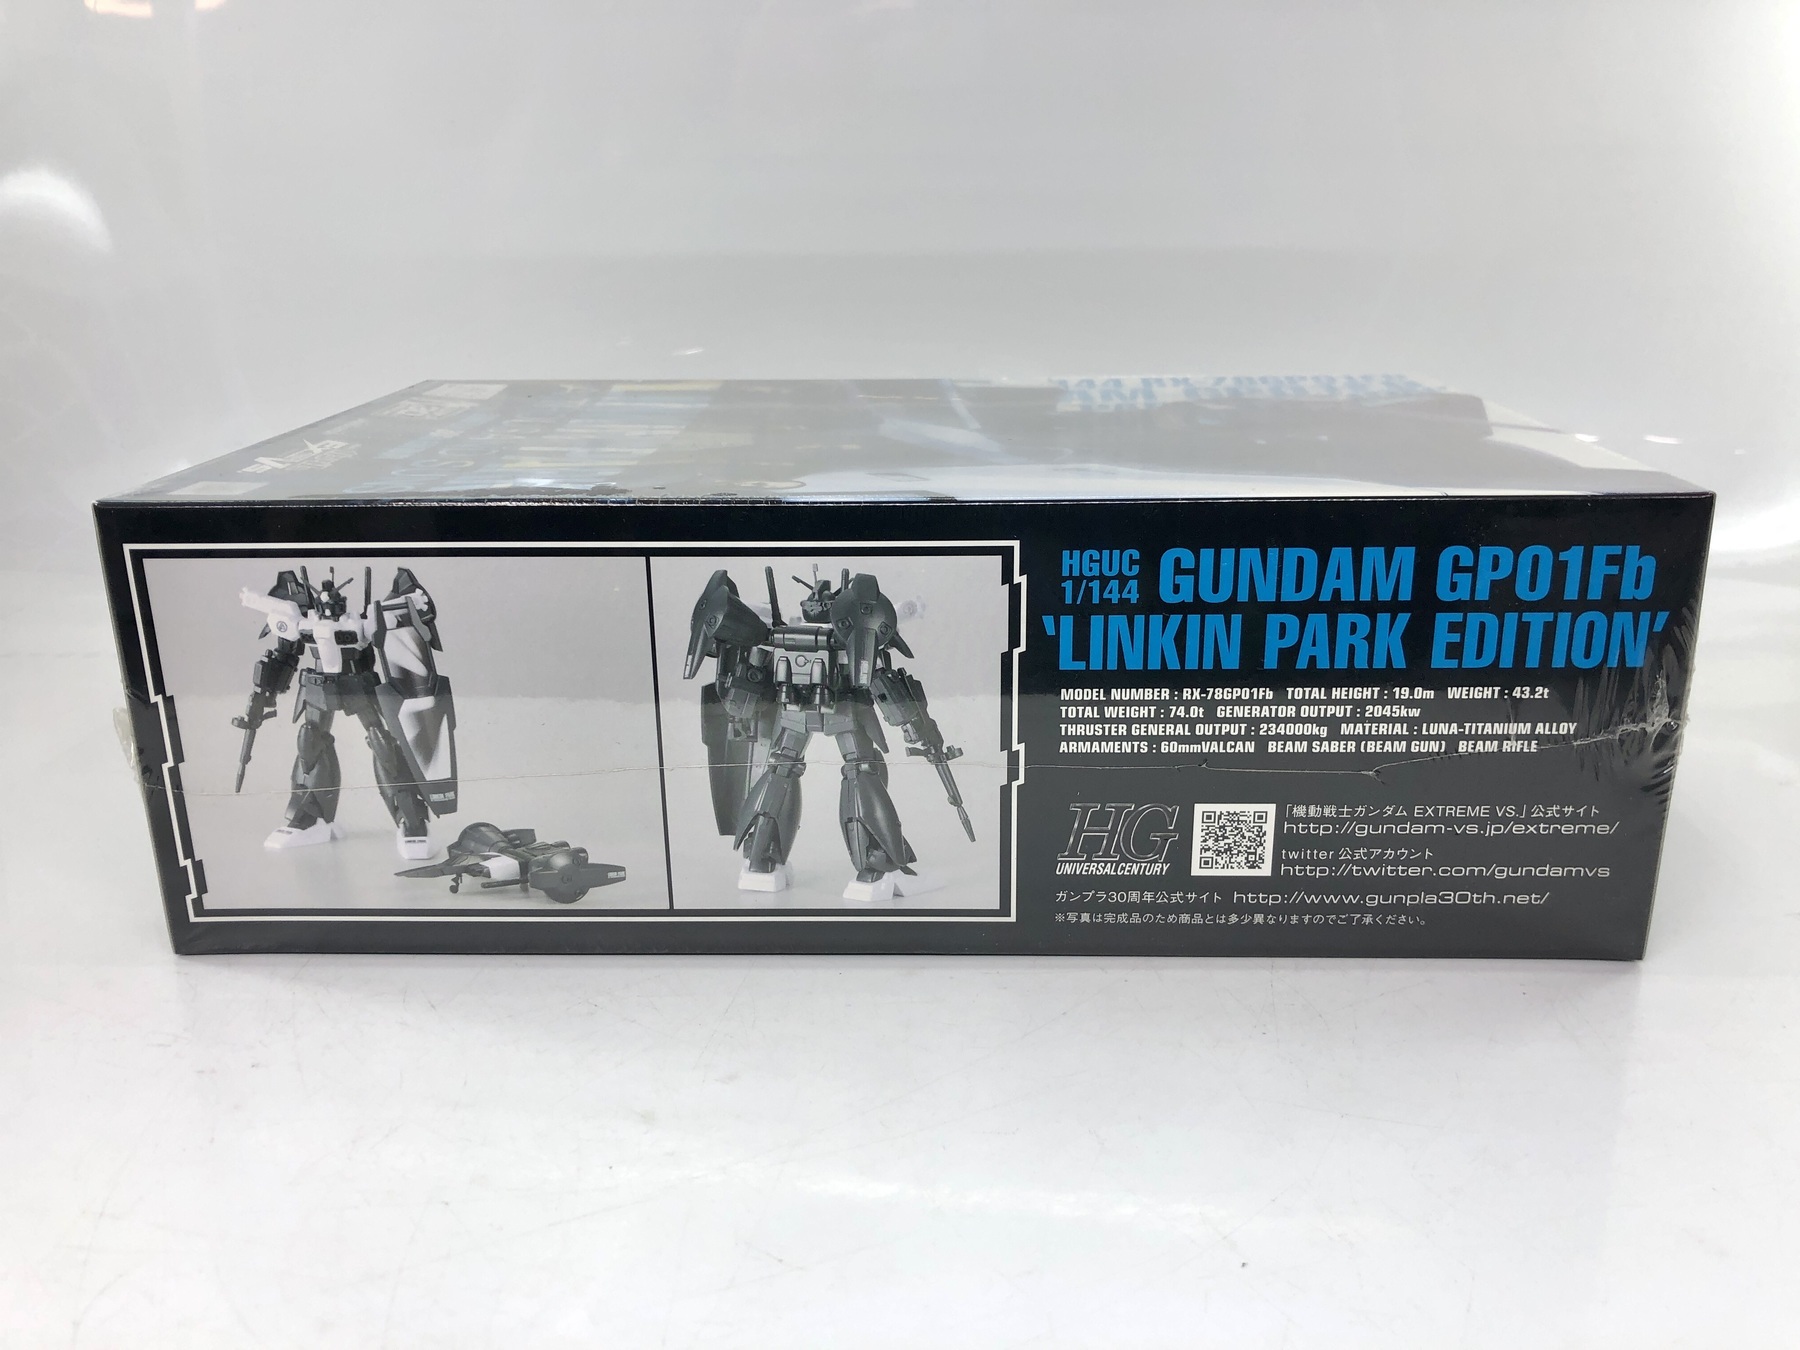 HGUC
1/144
GUNDAM GP01Fb
'LINKIN PARK EDITION'
MODEL NUMBER : RX-78GP01Fb TOTAL HEIGHT : 19.0m WEIGHT : 43.2t
TOTAL WEIGHT : 74.0t GENERATOR OUTPUT : 2045kw
THRUSTER GENERAL OUTPUT : 234000kg MATERIAL : LUNA-TITANIUM ALLOY
ARMAMENTS : 60mmVALCAN BEAM SABER (BEAM GUN) BEAM RIFLE
HG
UNIVERSAL CENTURY
「機動戦士ガンダム EXTREME VS.」公式サイト
http://gundam-vs.jp/extreme/
twitter 公式アカウント
http://twitter.com/gundamvs
ガンプラ30周年公式サイト http://www.gunpla30th.net/
※写真は完成品のため商品とは多少異なりますのでご了承ください。